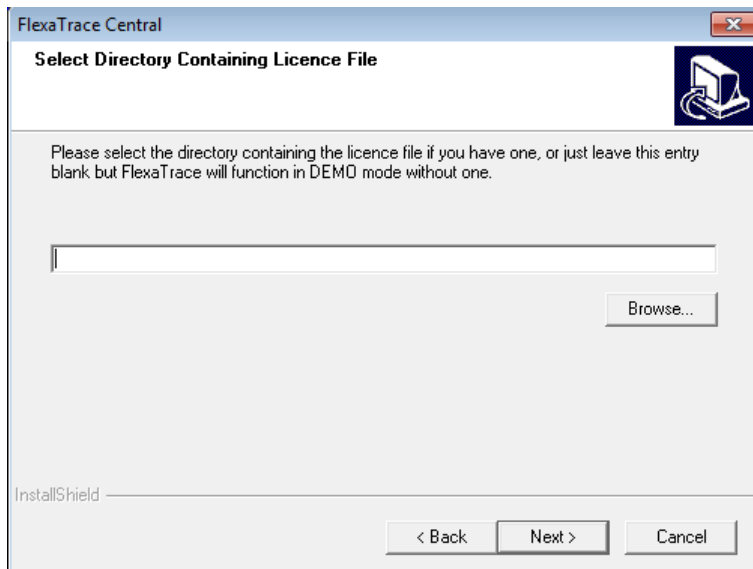 FlexaTrace Central
Select Directory Containing Licence File
Please select the directory containing the licence file if you have one, or just leave this entry
blank but FlexaTrace will function in DEMO mode without one.
Browse...
InstallShield
< Back
Next >
Cancel